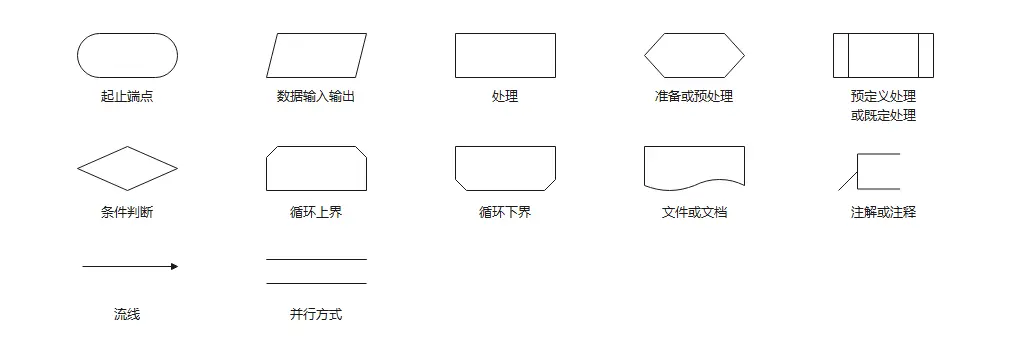 起止端点
数据输入输出
处理
准备或预处理
预定义处理
或既定处理
条件判断
循环上界
循环下界
文件或文档
注解或注释
流线
并行方式